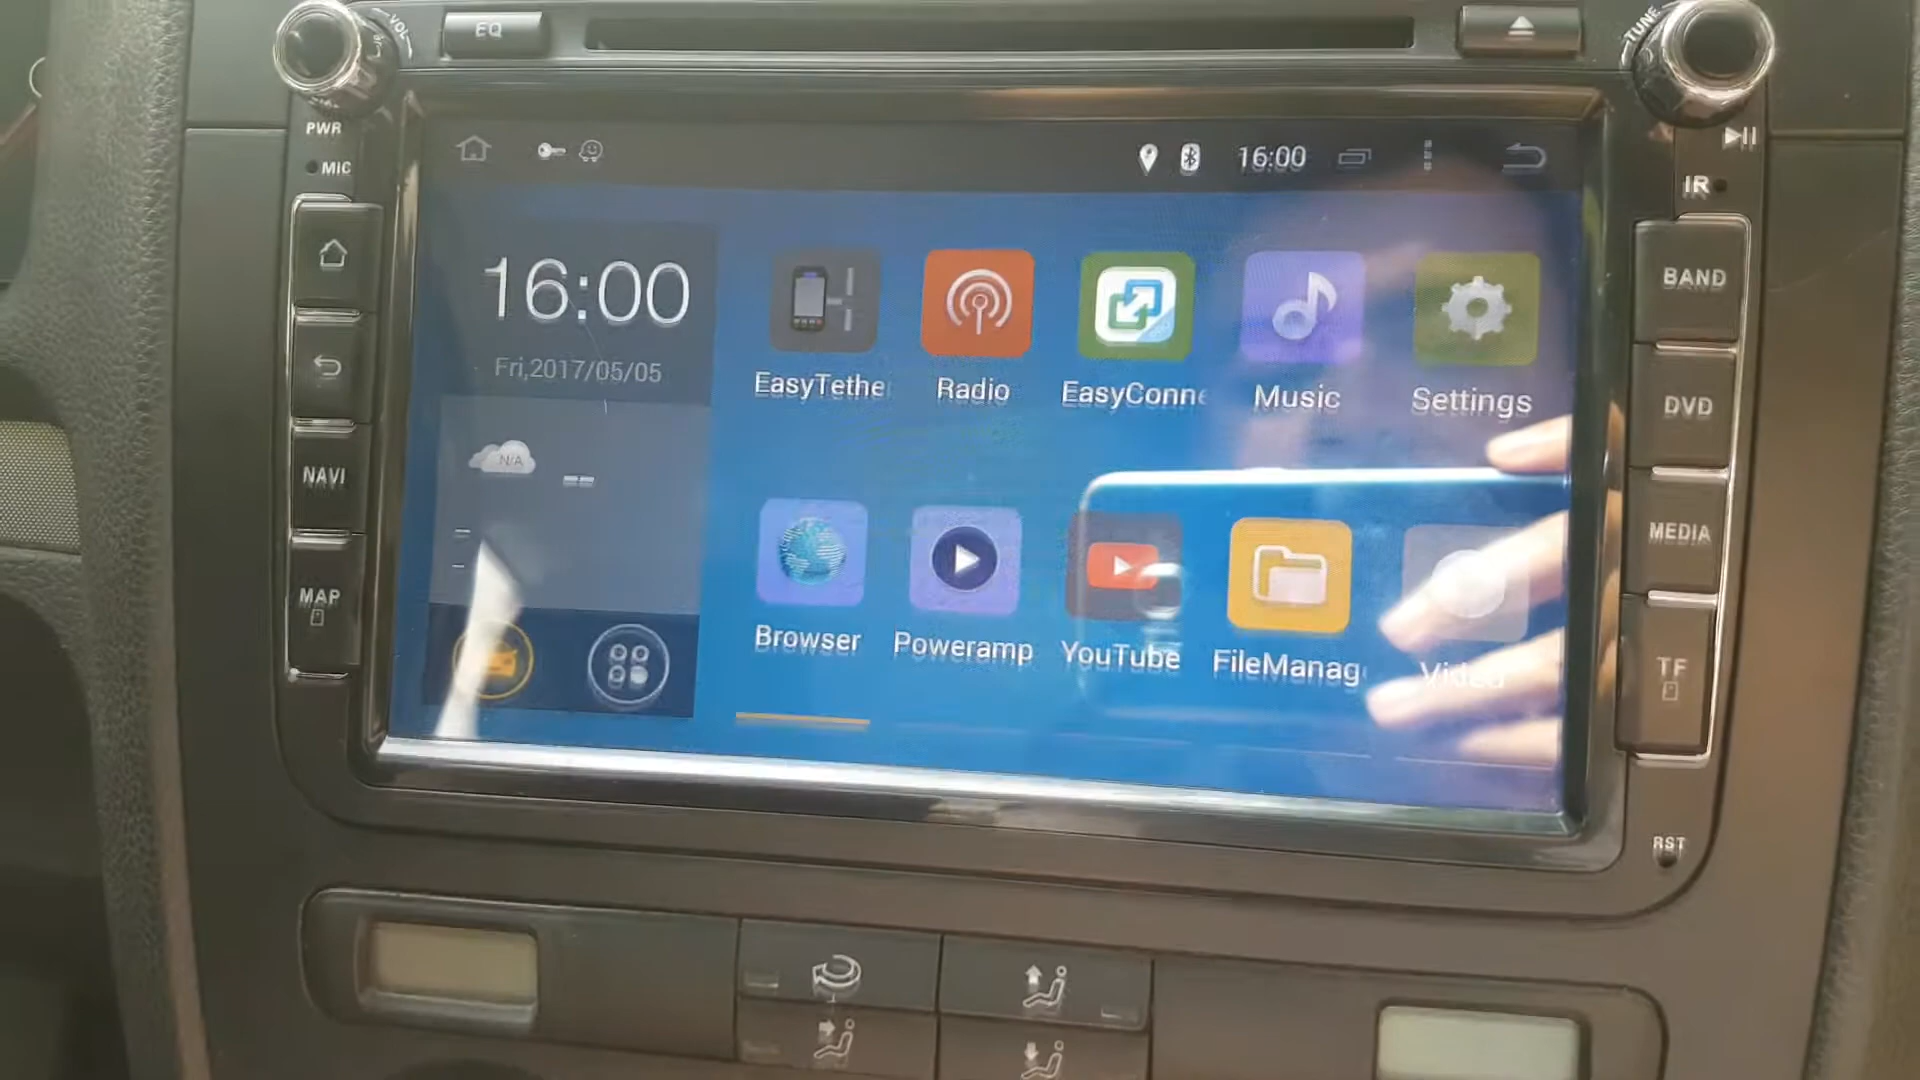 VOL
EQ
TUNE
PWR
MIC
IR
16:00
16:00
Fri,2017/05/05
N/A
EasyTethe
Radio
EasyConne
Music
Settings
Browser
Poweramp
YouTube
FileManag
Video
NAVI
MAP
BAND
DVD
MEDIA
TF
RST